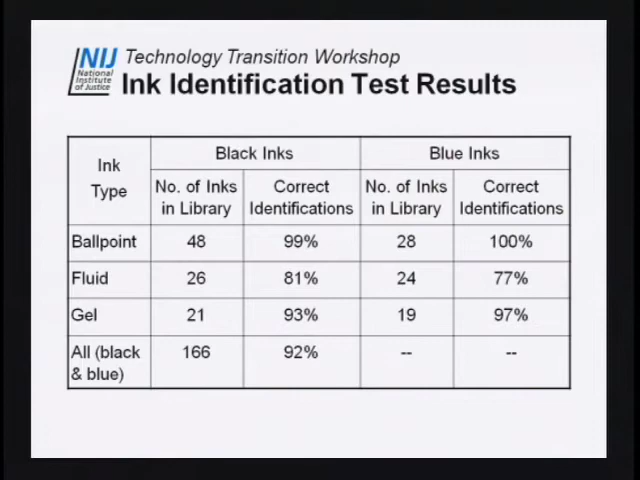 NIJ
National
Institute
of Justice
Technology Transition Workshop
Ink Identification Test Results
Ink Type | Black Inks | Blue Inks
No. of Inks in Library | Correct Identifications | No. of Inks in Library | Correct Identifications
Ballpoint | 48 | 99% | 28 | 100%
Fluid | 26 | 81% | 24 | 77%
Gel | 21 | 93% | 19 | 97%
All (black & blue) | 166 | 92% | -- | --